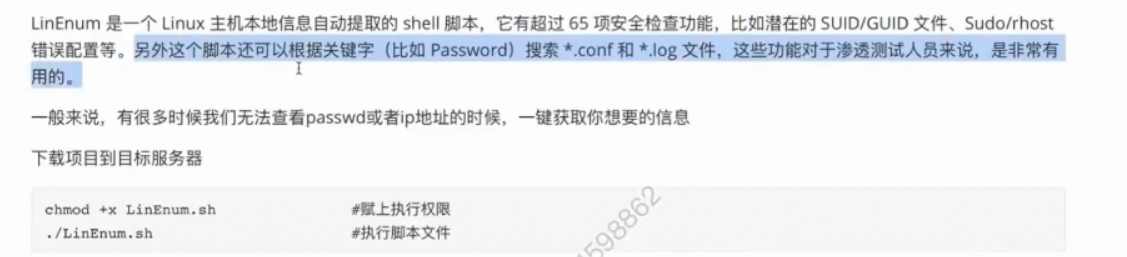 LinEnum 是一个 Linux 主机本地信息自动提取的 shell 脚本，它有超过 65 项安全检查功能，比如潜在的 SUID/GUID 文件、Sudo/rhost
错误配置等。另外这个脚本还可以根据关键字（比如 Password）搜索 *.conf 和 *.log 文件，这些功能对于渗透测试人员来说，是非常有
用的。
一般来说，有很多时候我们无法查看passwd或者ip地址的时候，一键获取你想要的信息
下载项目到目标服务器
chmod +x LinEnum.sh #赋上执行权限
./LinEnum.sh #执行脚本文件
598862